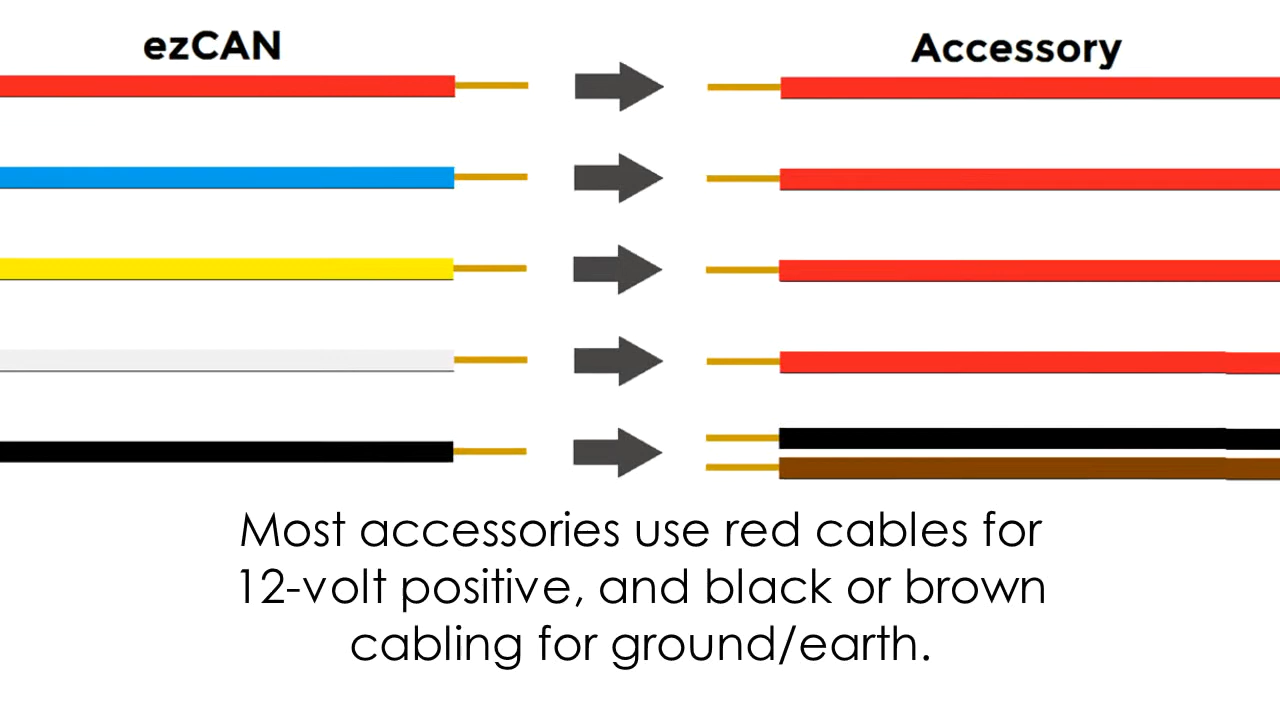 ezCAN
Accessory
Most accessories use red cables for
12-volt positive, and black or brown
cabling for ground/earth.